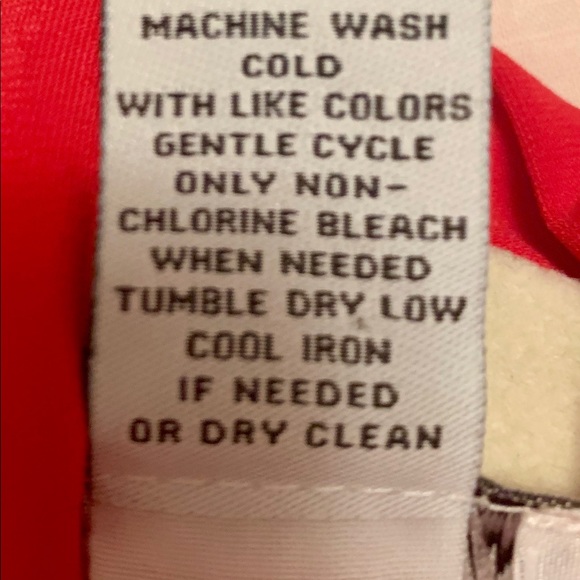 MACHINE WASH
COLD
WITH LIKE COLORS
GENTLE CYCLE
ONLY NON-
CHLORINE BLEACH
WHEN NEEDED
TUMBLE DRY LOW
COOL IRON
IF NEEDED
OR DRY CLEAN